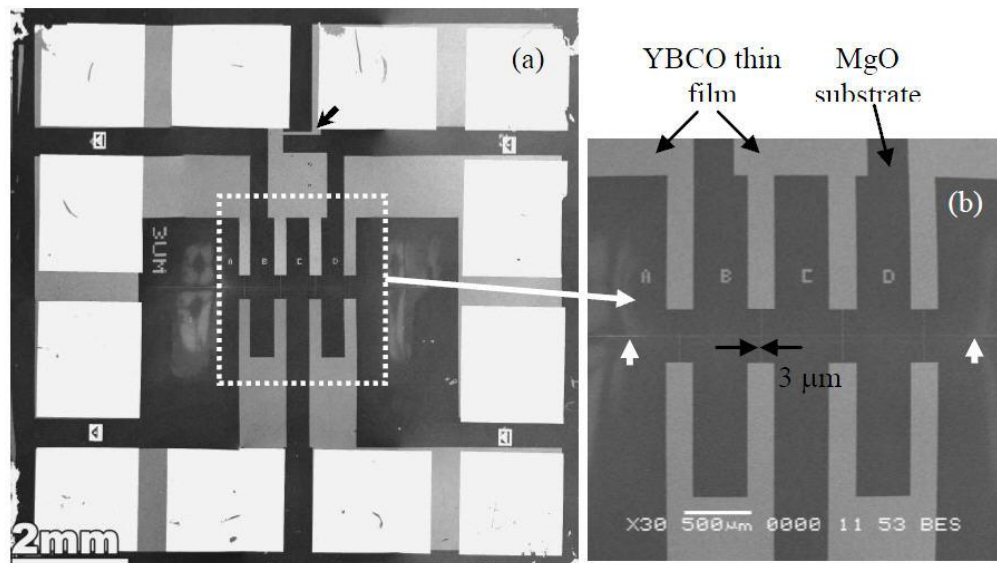 (a)
3UM
A B C D
2mm
YBCO thin
film
MgO
substrate
(b)
A B C D
3 μm
X30 500μm 0000 11 53 BES